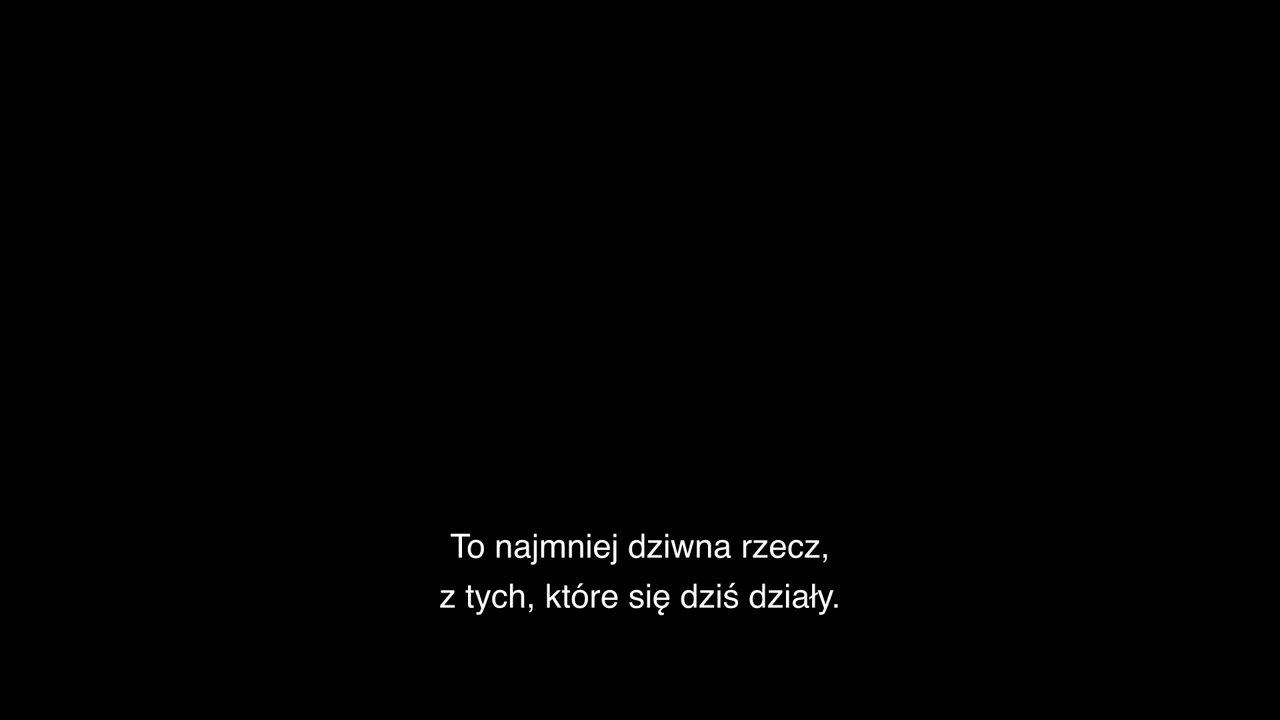 To najmniej dziwna rzecz,
z tych, które się dziś działy.